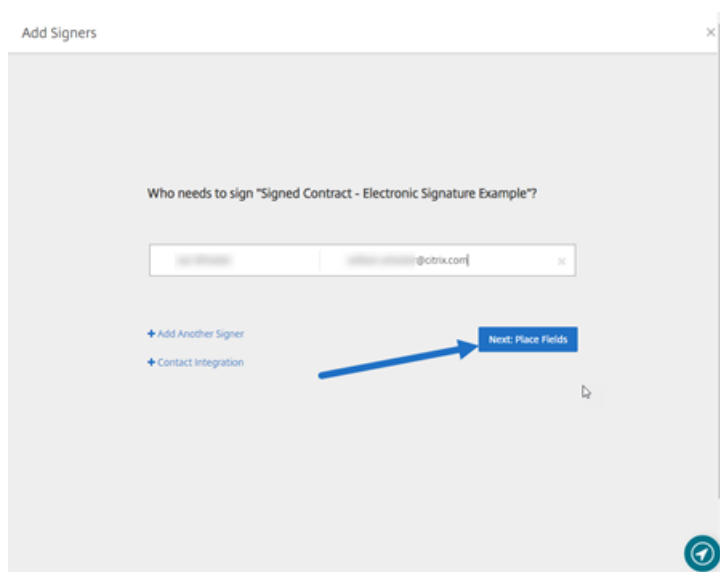 Add Signers
Who needs to sign "Signed Contract - Electronic Signature Example"?
@citrix.com
+ Add Another Signer
Next: Place Fields
+ Contact Integration